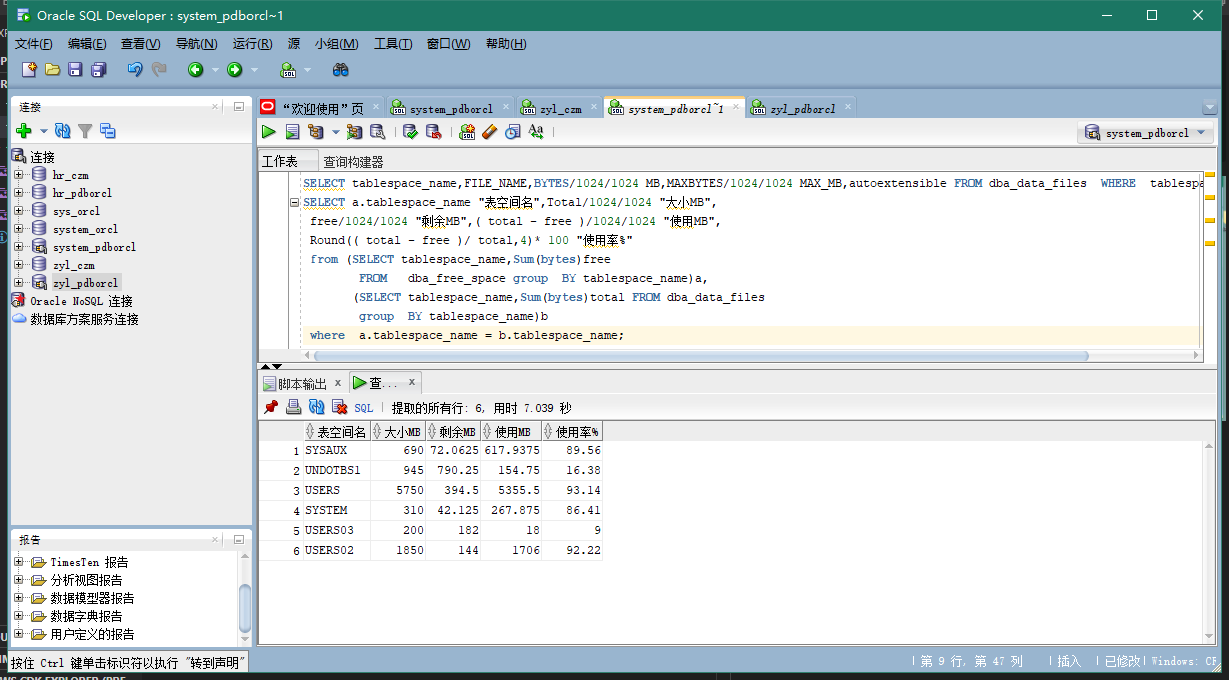 Oracle SQL Developer : system_pdborcl~1
文件(F) 编辑(E) 查看(V) 导航(N) 运行(R) 源 小组(M) 工具(T) 窗口(W) 帮助(H)
连接
“欢迎使用”页 system_pdborcl zyl_czm system_pdborcl~1 zyl_pdborcl
system_pdborcl
连接
hr_czm
hr_pdborcl
sys_orcl
system_orcl
system_pdborcl
zyl_czm
zyl_pdborcl
Oracle NoSQL 连接
数据库方案服务连接
工作表 查询构建器
SELECT tablespace_name,FILE_NAME,BYTES/1024/1024 MB,MAXBYTES/1024/1024 MAX_MB,autoextensible FROM dba_data_files WHERE
SELECT a.tablespace_name "表空间名",Total/1024/1024 "大小MB",
free/1024/1024 "剩余MB",( total - free )/1024/1024 "使用MB",
Round(( total - free )/ total,4)* 100 "使用率%"
from (SELECT tablespace_name,Sum(bytes)free
FROM dba_free_space group BY tablespace_name)a,
(SELECT tablespace_name,Sum(bytes)total FROM dba_data_files
group BY tablespace_name)b
where a.tablespace_name = b.tablespace_name;
脚本输出 查...
SQL 提取的所有行: 6, 用时 7.039 秒
表空间名 大小MB 剩余MB 使用MB 使用率%
1 SYSAUX 690 72.0625 617.9375 89.56
2 UNDOTBS1 945 790.25 154.75 16.38
3 USERS 5750 394.5 5355.5 93.14
4 SYSTEM 310 42.125 267.875 86.41
5 USERS03 200 182 18 9
6 USERS02 1850 144 1706 92.22
报告
TimesTen 报告
分析视图报告
数据模型器报告
数据字典报告
用户定义的报告
按住 Ctrl 键单击标识符以执行 "转到声明"
第 9 行, 第 47 列 插入 已修改 Windows: